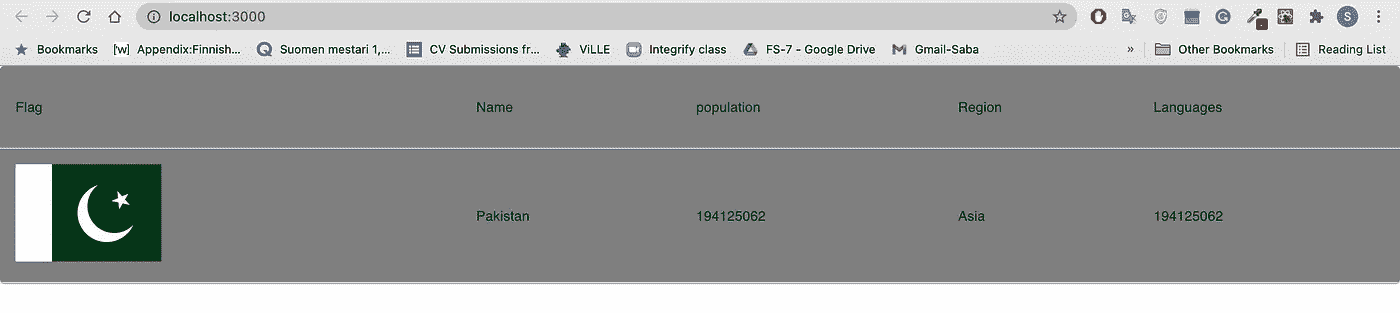 localhost:3000
S
Bookmarks [w] Appendix:Finnish... Suomen mestari 1,... CV Submissions fr... ViLLE Integrify class FS-7 - Google Drive Gmail-Saba » Other Bookmarks Reading List
Flag Name population Region Languages
Pakistan 194125062 Asia 194125062